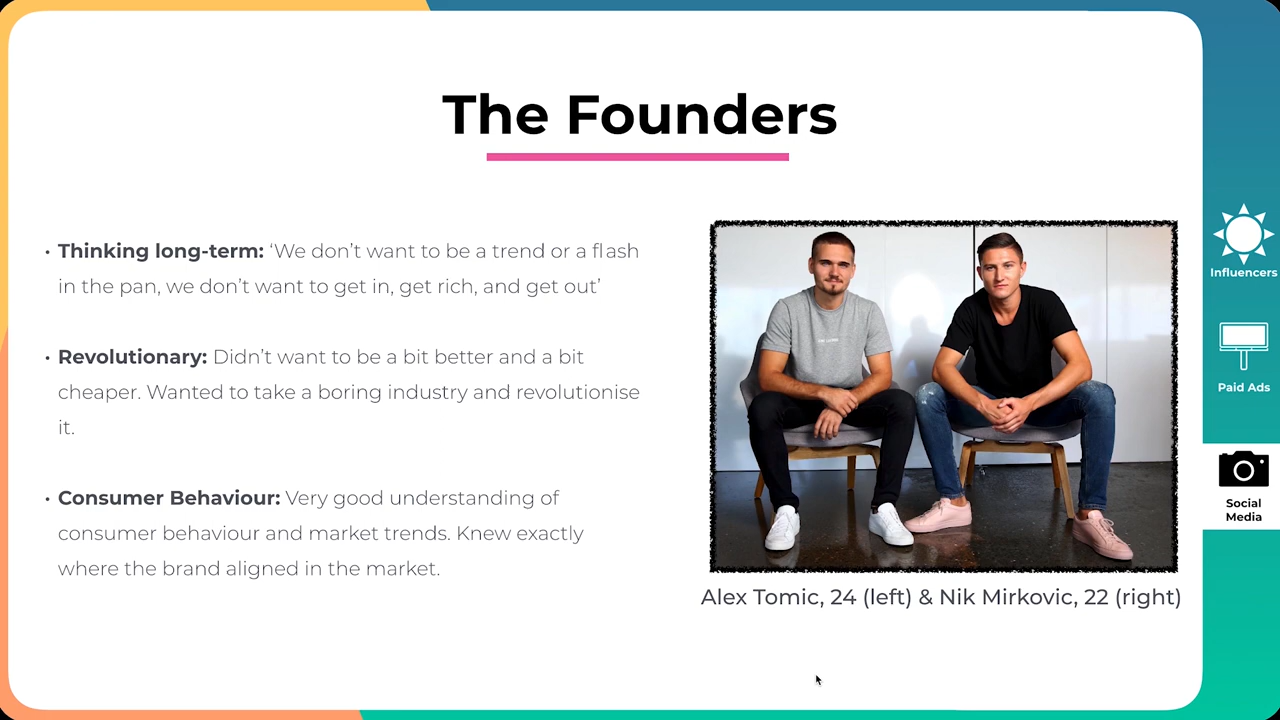 The Founders
• Thinking long-term: ‘We don’t want to be a trend or a flash
in the pan, we don’t want to get in, get rich, and get out’
• Revolutionary: Didn’t want to be a bit better and a bit
cheaper. Wanted to take a boring industry and revolutionise
it.
• Consumer Behaviour: Very good understanding of
consumer behaviour and market trends. Knew exactly
where the brand aligned in the market.
Alex Tomic, 24 (left) & Nik Mirkovic, 22 (right)
Influencers
Paid Ads
Social
Media